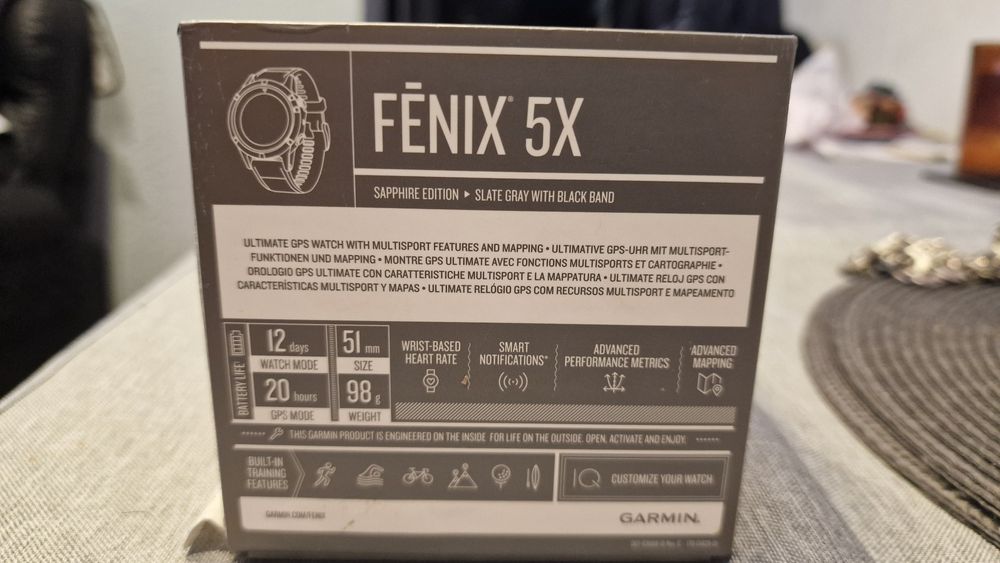 FĒNIX® 5X
SAPPHIRE EDITION ▸ SLATE GRAY WITH BLACK BAND
ULTIMATE GPS WATCH WITH MULTISPORT FEATURES AND MAPPING • ULTIMATIVE GPS-UHR MIT MULTISPORT-
FUNKTIONEN UND MAPPING • MONTRE GPS ULTIMATE AVEC FONCTIONS MULTISPORTS ET CARTOGRAPHIE •
OROLOGIO GPS ULTIMATE CON CARATTERISTICHE MULTISPORT E LA MAPPATURA • ULTIMATE RELOJ GPS CON
CARACTERÍSTICAS MULTISPORT Y MAPAS • ULTIMATE RELÓGIO GPS COM RECURSOS MULTISPORT E MAPEAMENTO
BATTERY LIFE
12 days
WATCH MODE
20 hours
GPS MODE
51 mm
SIZE
98 g
WEIGHT
WRIST-BASED
HEART RATE
SMART
NOTIFICATIONS*
ADVANCED
PERFORMANCE METRICS
ADVANCED
MAPPING
THIS GARMIN PRODUCT IS ENGINEERED ON THE INSIDE FOR LIFE ON THE OUTSIDE. OPEN, ACTIVATE AND ENJOY.
BUILT-IN
TRAINING
FEATURES
IQ CUSTOMIZE YOUR WATCH
GARMIN.COM/FENIX
GARMIN.